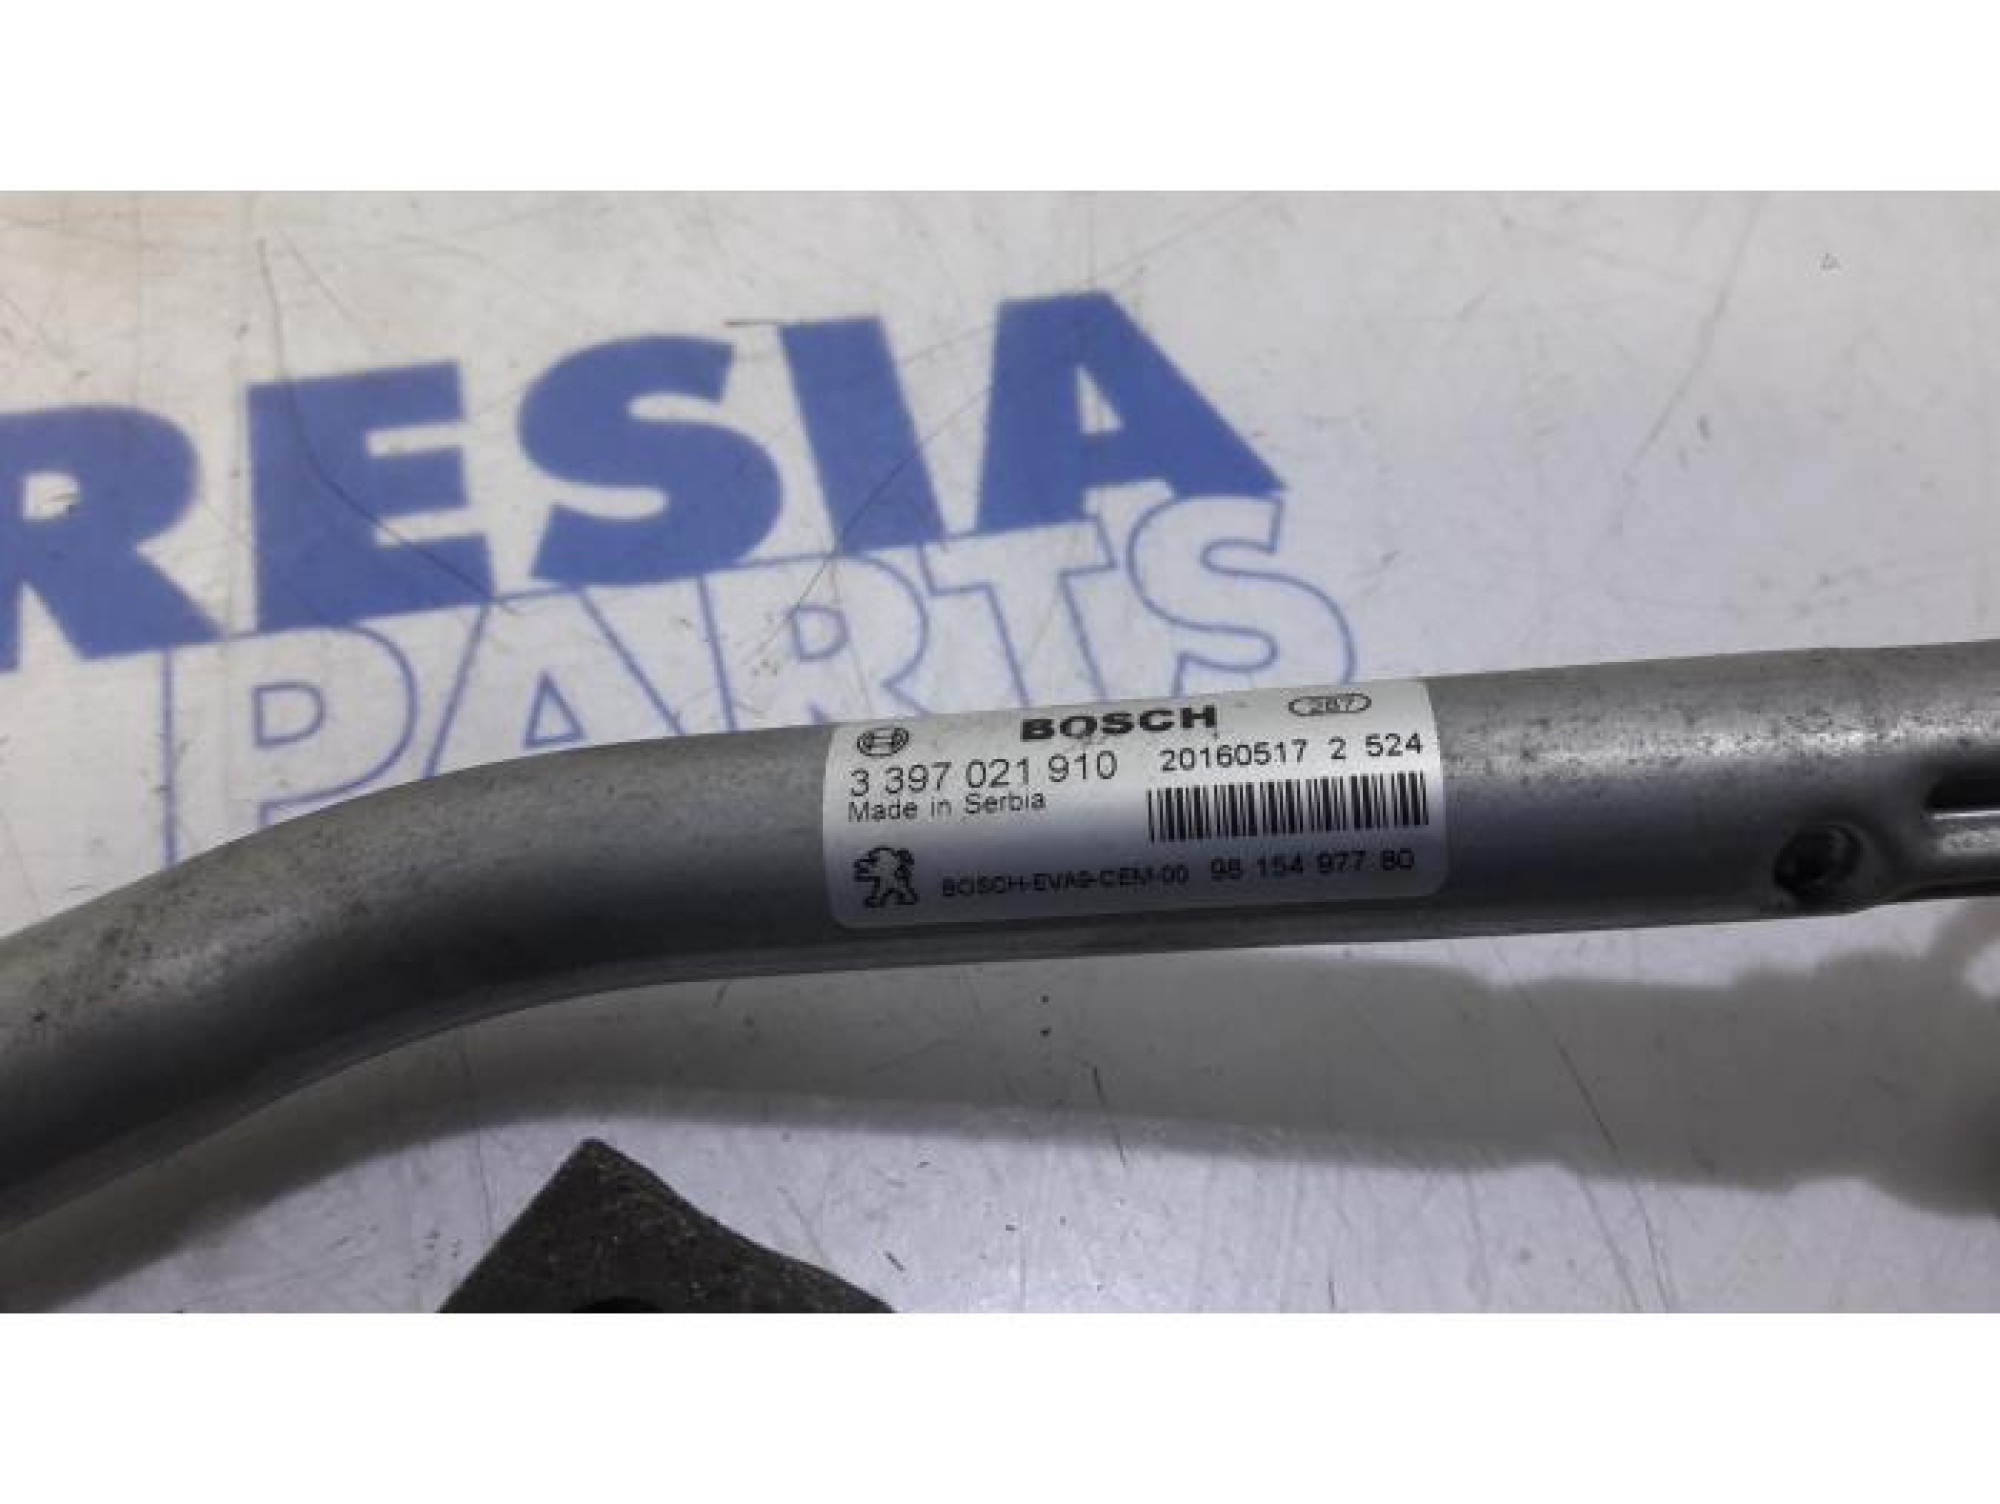 RESIA
PARTS
BOSCH 287
3 397 021 910 20160517 2 524
Made in Serbia
BOSCH-EVA9-CEM-00 98 154 977 80